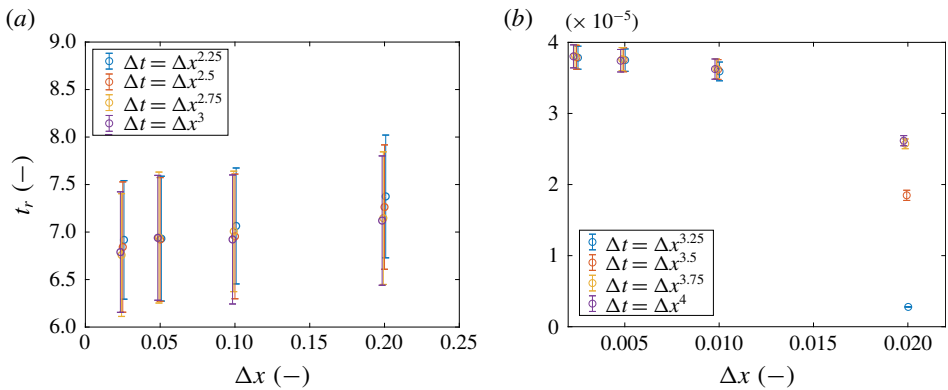 (a)
9.0
8.5
8.0
7.5
7.0
6.5
6.0
t_r (–)
Δt = Δx^2.25
Δt = Δx^2.5
Δt = Δx^2.75
Δt = Δx^3
0 0.05 0.10 0.15 0.20 0.25
Δx (–)
(b) (× 10^−5)
4
3
2
1
0
Δt = Δx^3.25
Δt = Δx^3.5
Δt = Δx^3.75
Δt = Δx^4
0.005 0.010 0.015 0.020
Δx (–)